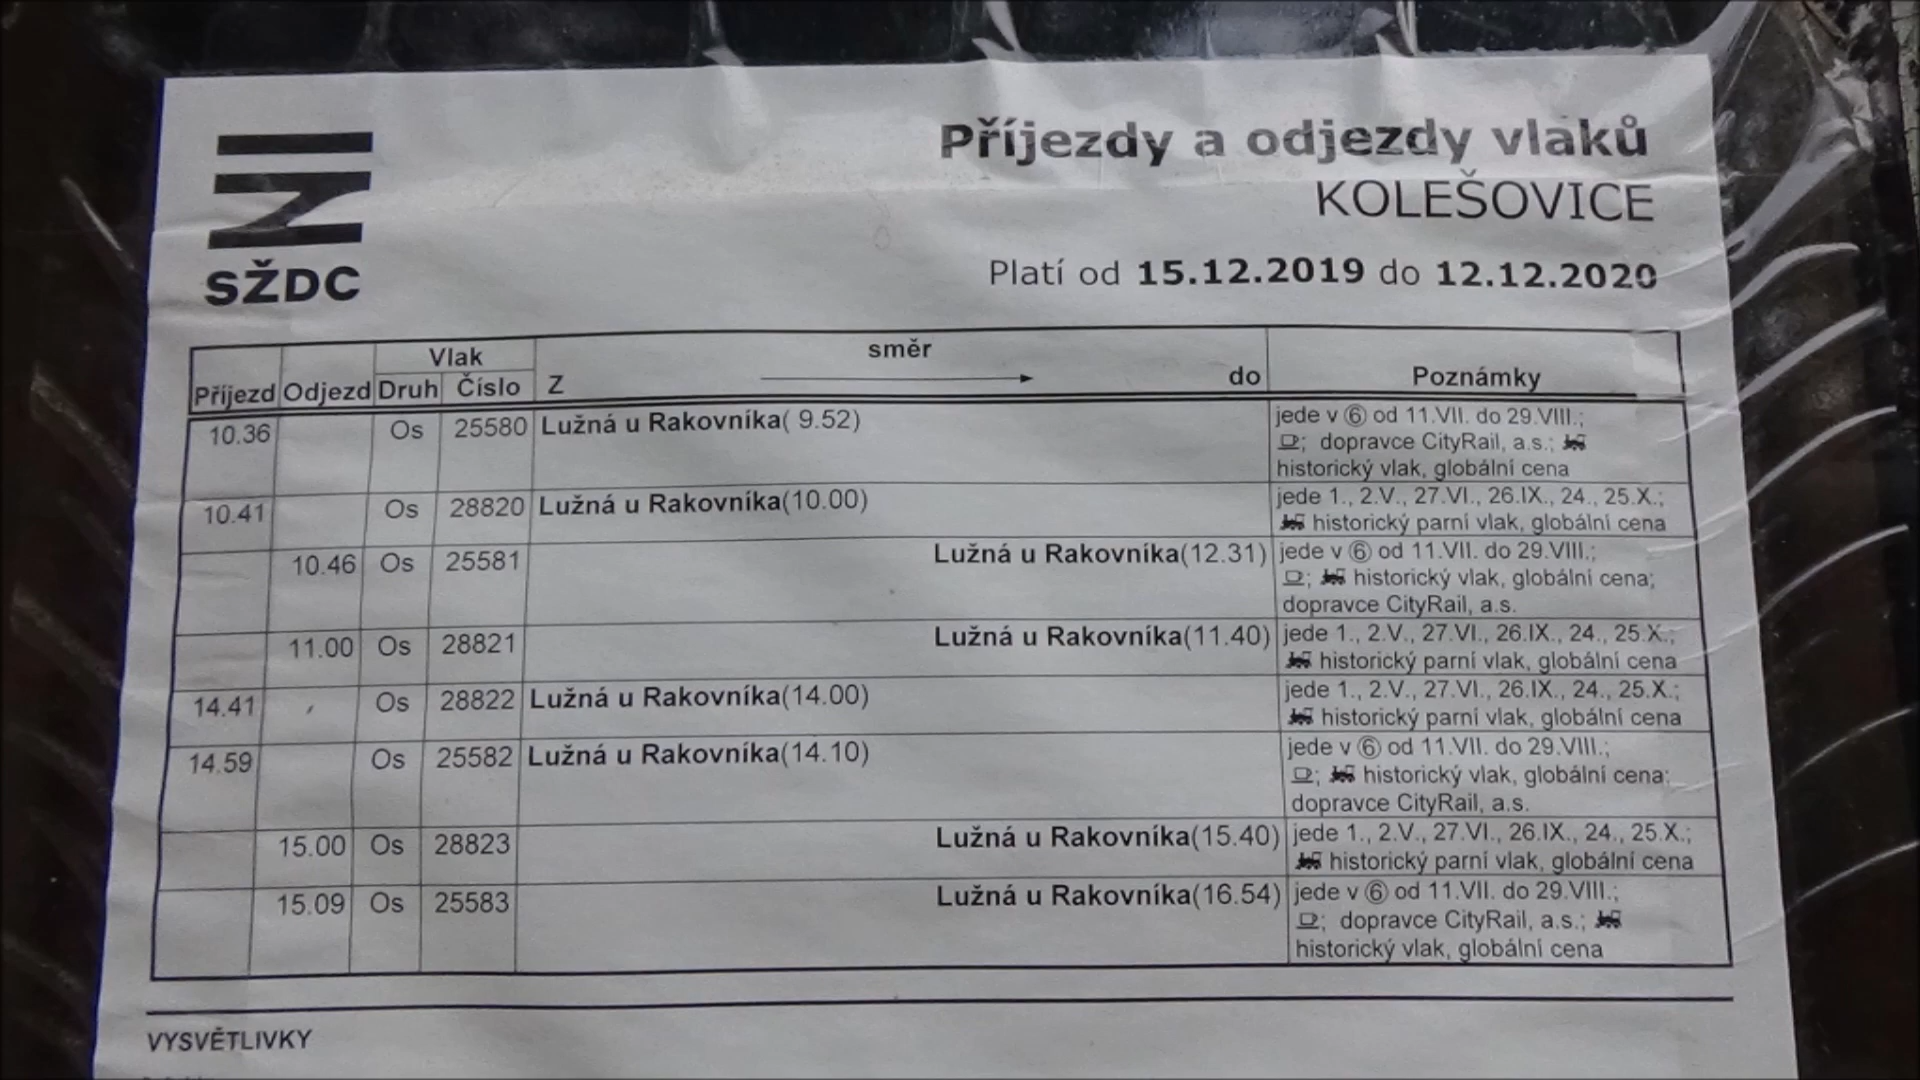 Příjezdy a odjezdy vlaků
KOLEŠOVICE
SŽDC
Platí od 15.12.2019 do 12.12.2020
Příjezd Odjezd Vlak Druh Číslo Z směr do Poznámky
10.36 Os 25580 Lužná u Rakovníka( 9.52) jede v ⑥ od 11.VII. do 29.VIII.;
; dopravce CityRail, a.s.;
historický vlak, globální cena
10.41 Os 28820 Lužná u Rakovníka(10.00) jede 1., 2.V., 27.VI., 26.IX., 24., 25.X.;
historický parní vlak, globální cena
10.46 Os 25581 Lužná u Rakovníka(12.31) jede v ⑥ od 11.VII. do 29.VIII.;
; historický vlak, globální cena;
dopravce CityRail, a.s.
11.00 Os 28821 Lužná u Rakovníka(11.40) jede 1., 2.V., 27.VI., 26.IX., 24., 25.X.;
historický parní vlak, globální cena
14.41 Os 28822 Lužná u Rakovníka(14.00) jede 1., 2.V., 27.VI., 26.IX., 24., 25.X.;
historický parní vlak, globální cena
14.59 Os 25582 Lužná u Rakovníka(14.10) jede v ⑥ od 11.VII. do 29.VIII.;
; historický vlak, globální cena;
dopravce CityRail, a.s.
15.00 Os 28823 Lužná u Rakovníka(15.40) jede 1., 2.V., 27.VI., 26.IX., 24., 25.X.;
historický parní vlak, globální cena
15.09 Os 25583 Lužná u Rakovníka(16.54) jede v ⑥ od 11.VII. do 29.VIII.;
; dopravce CityRail, a.s.;
historický vlak, globální cena
VYSVĚTLIVKY